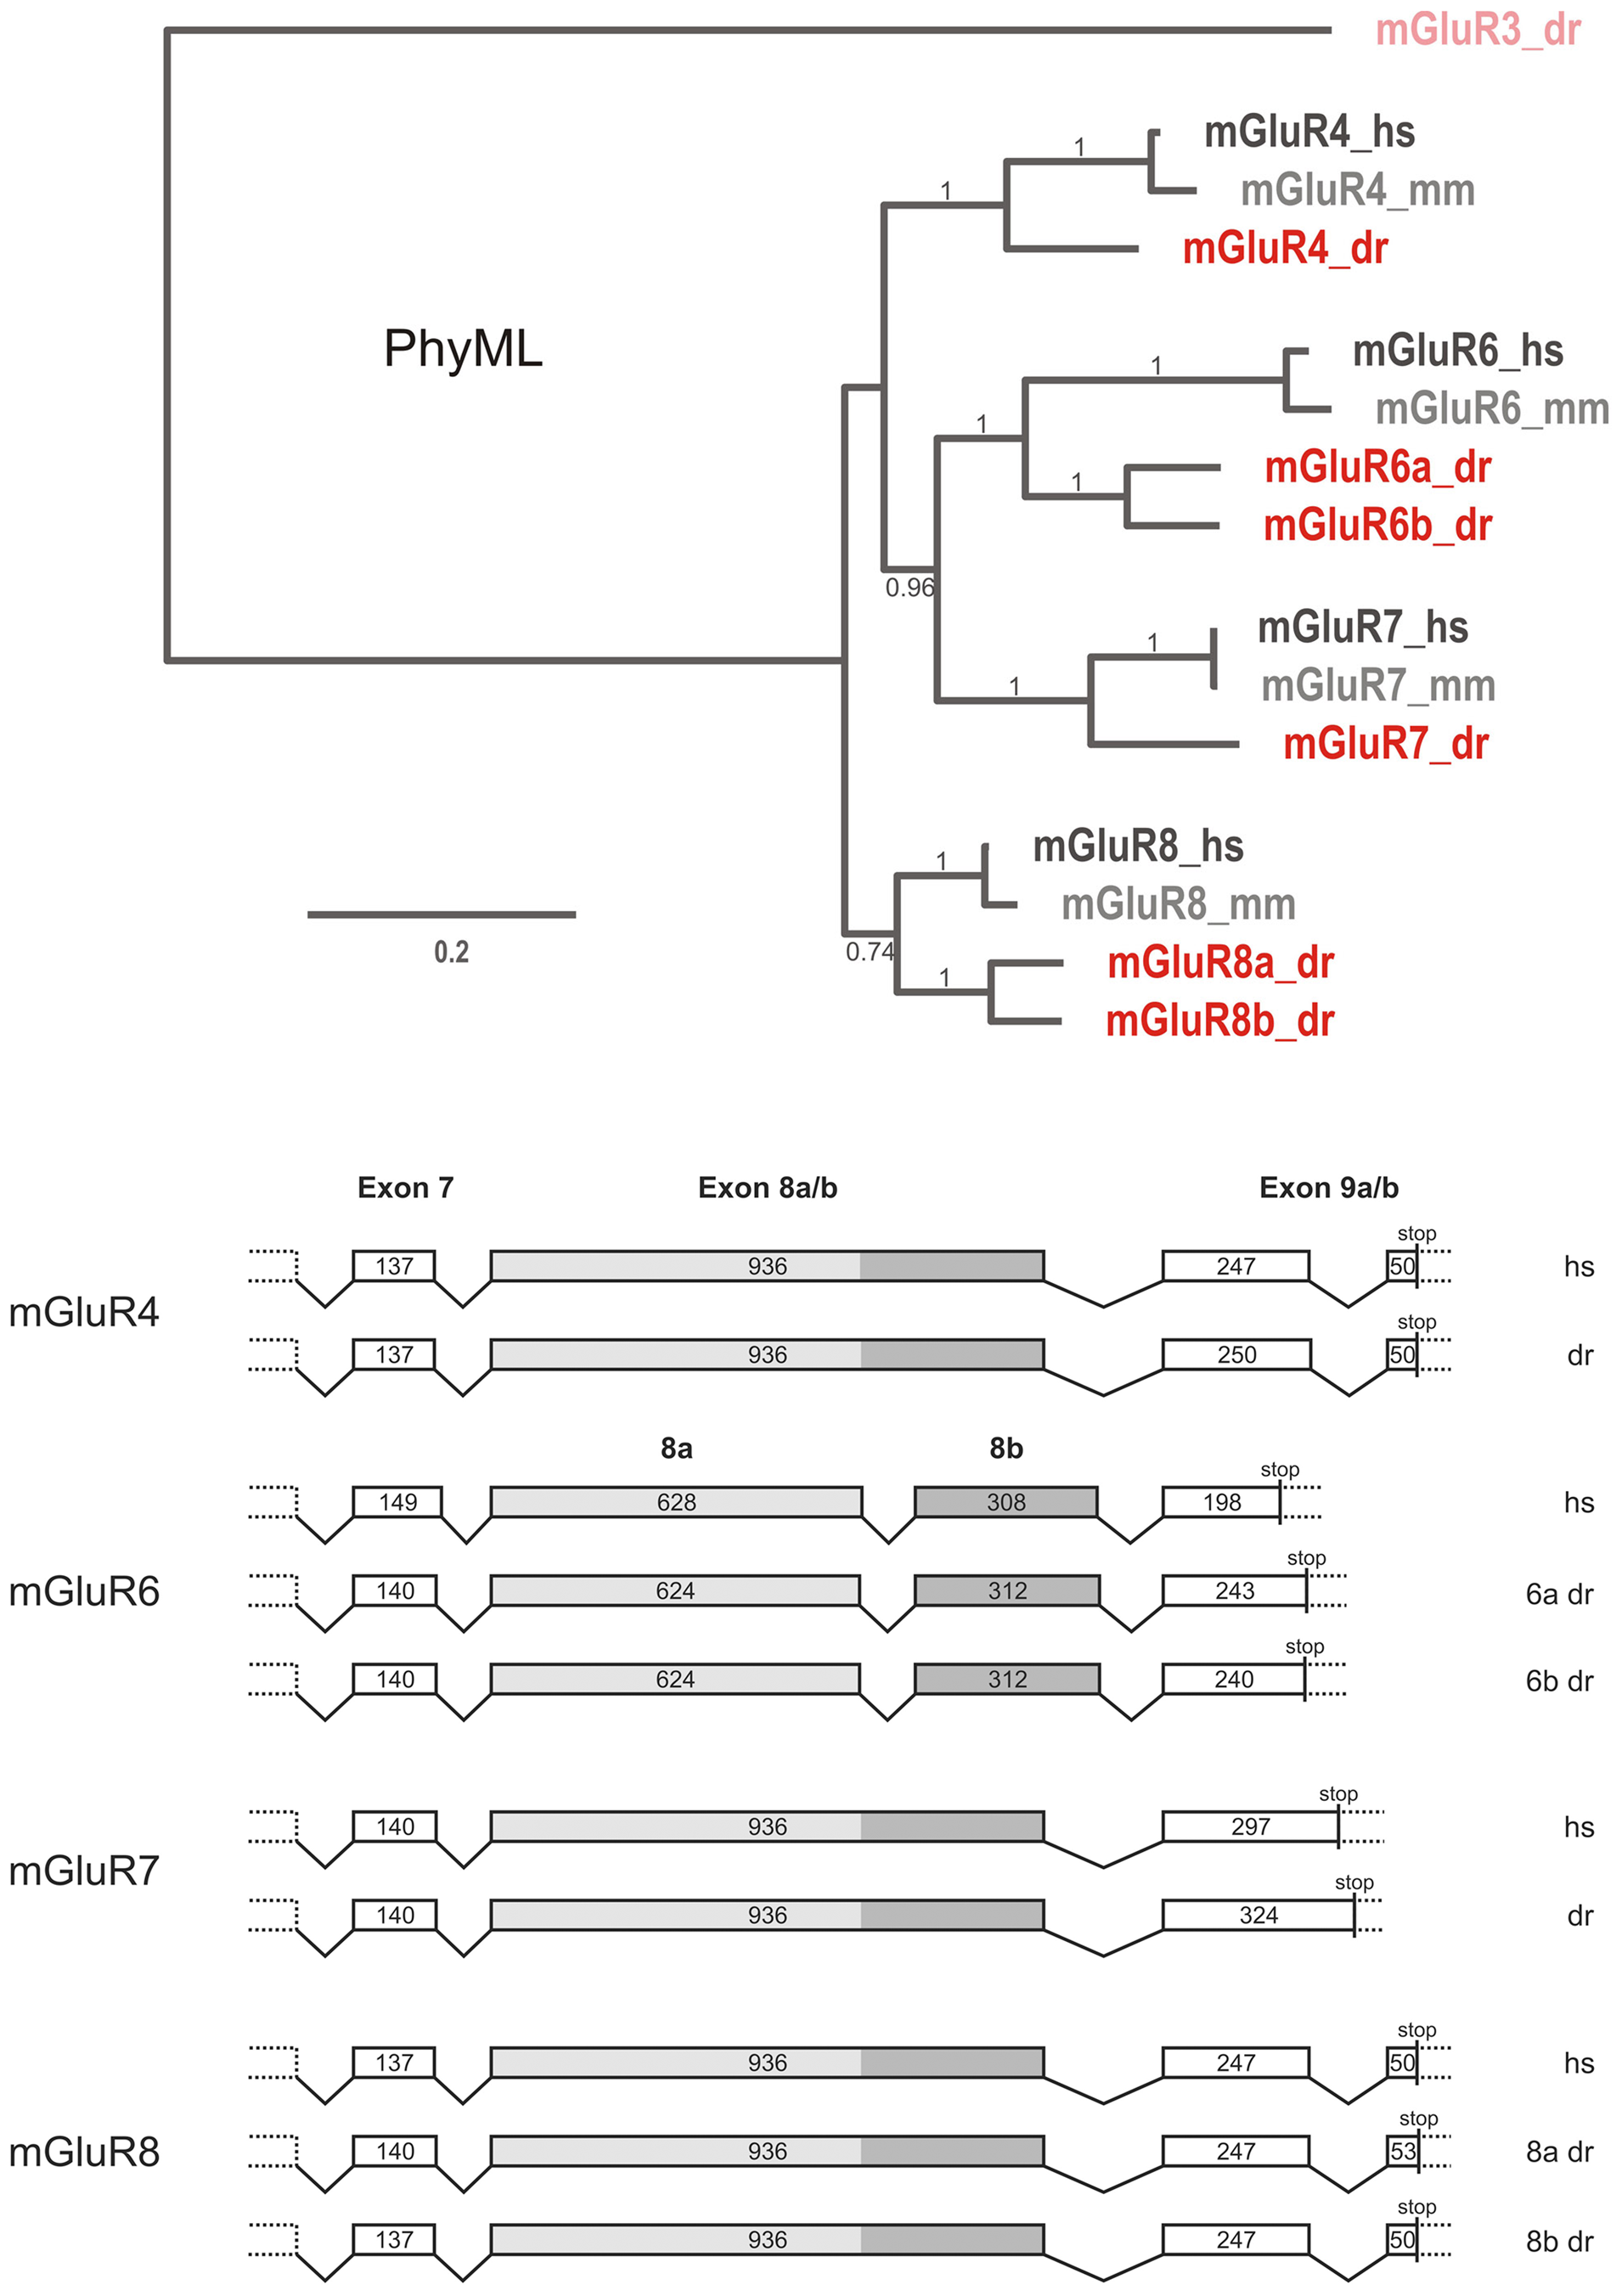 mGluR3_dr
1
mGluR4_hs
1
mGluR4_mm
mGluR4_dr
PhyML
1
mGluR6_hs
mGluR6_mm
1
mGluR6a_dr
1
mGluR6b_dr
0.96
mGluR7_hs
1
mGluR7_mm
1
mGluR7_dr
mGluR8_hs
1
mGluR8_mm
0.2
0.74
mGluR8a_dr
1
mGluR8b_dr
Exon 7 Exon 8a/b Exon 9a/b
stop
137 936 247 50 hs
mGluR4
stop
137 936 250 50 dr
8a 8b
stop
149 628 308 198 hs
stop
mGluR6 140 624 312 243 6a dr
stop
140 624 312 240 6b dr
stop
140 936 297 hs
mGluR7
stop
140 936 324 dr
stop
137 936 247 50 hs
stop
mGluR8 140 936 247 53 8a dr
stop
137 936 247 50 8b dr